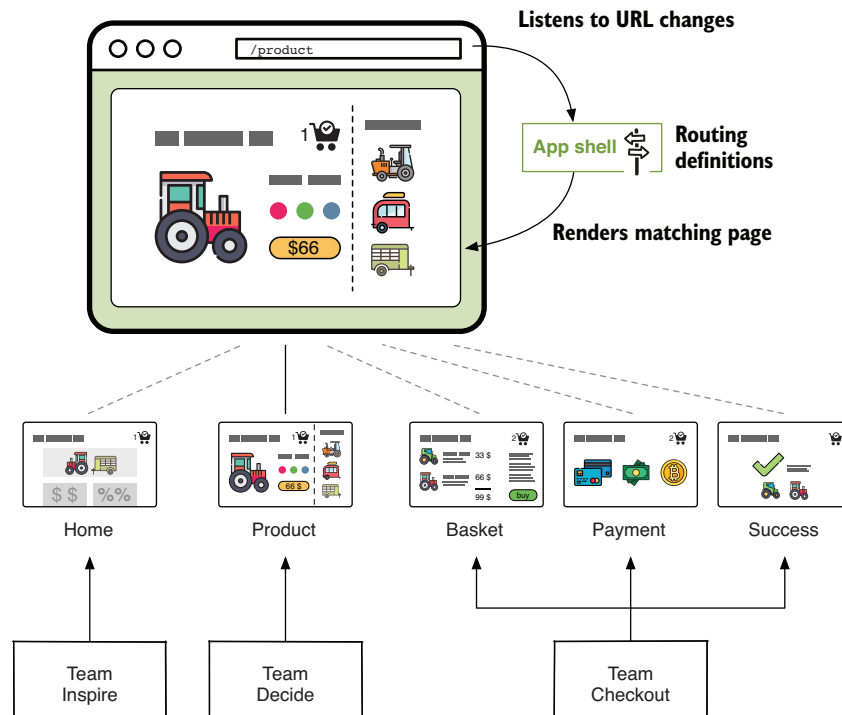 Listens to URL changes
/product
1
App shell
Routing
definitions
$66
Renders matching page
1
$ $
%%
Home
1
66 $
Product
2
33 $
66 $
99 $
buy
Basket
2
Payment
Success
Team
Inspire
Team
Decide
Team
Checkout